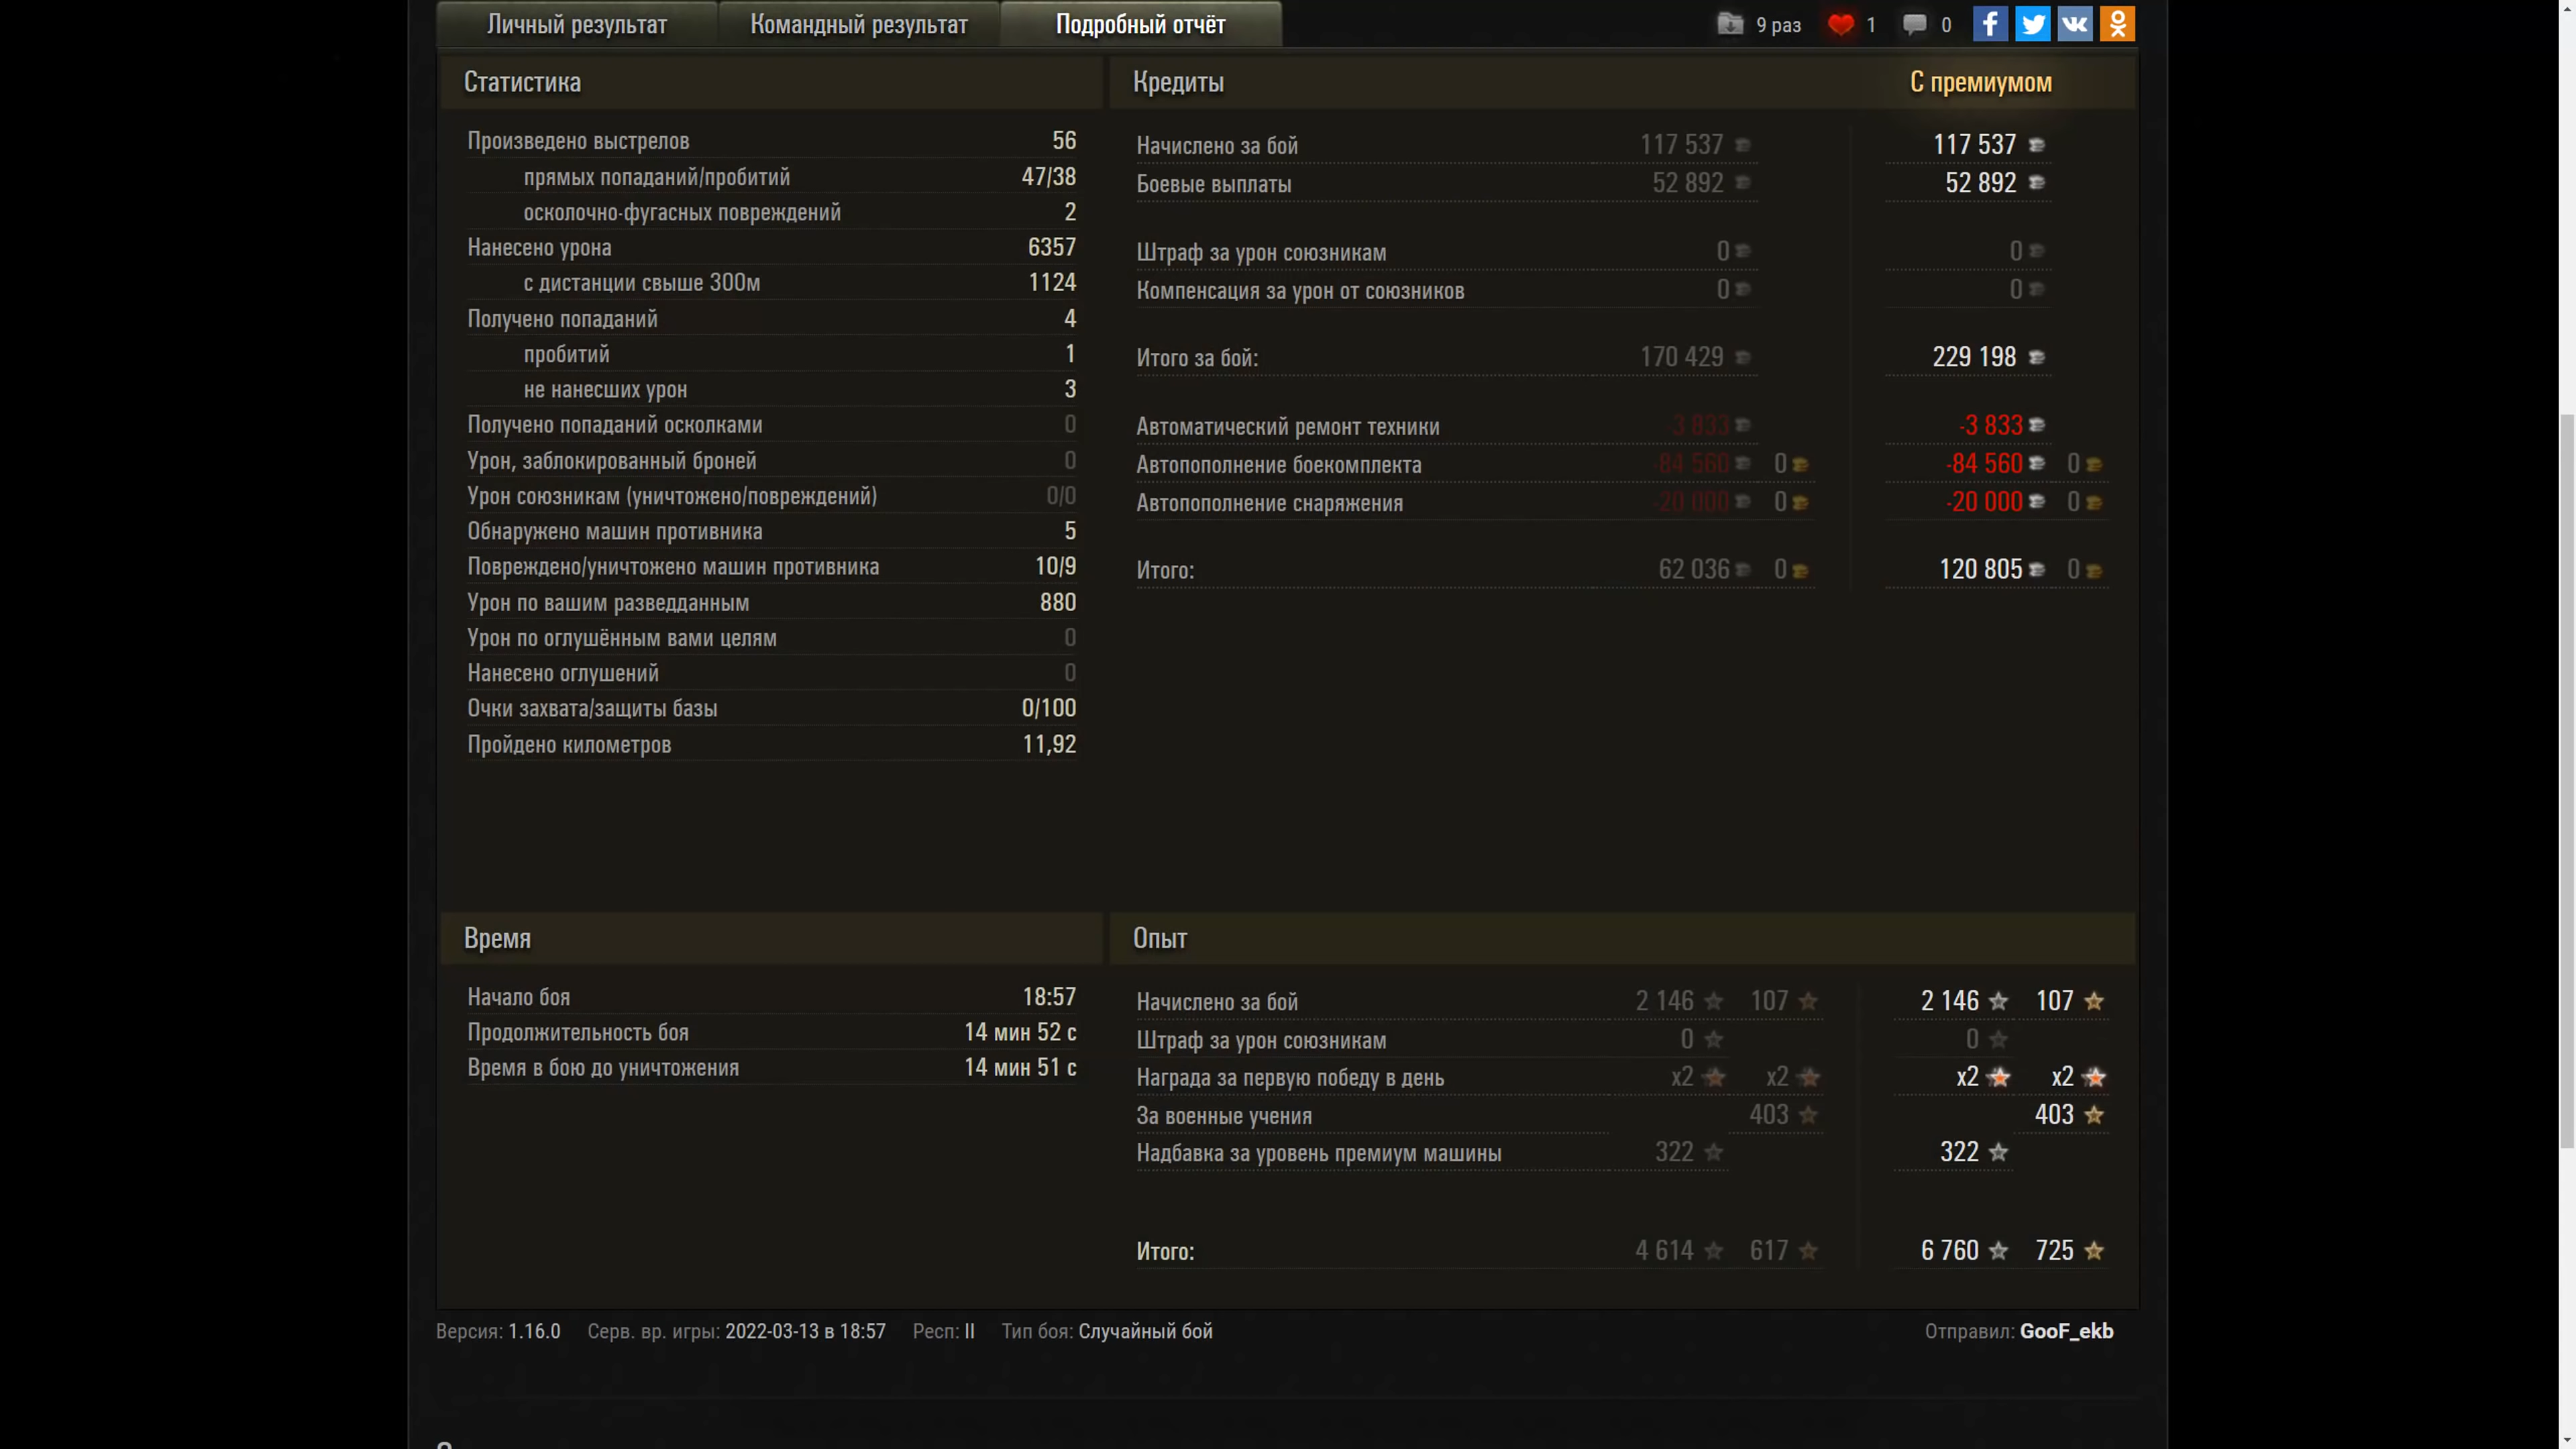 Личный результат Командный результат Подробный отчёт 9 раз 1 0
Статистика
Произведено выстрелов 56
прямых попаданий/пробитий 47/38
осколочно-фугасных повреждений 2
Нанесено урона 6357
с дистанции свыше 300м 1124
Получено попаданий 4
пробитий 1
не нанесших урон 3
Получено попаданий осколками 0
Урон, заблокированный броней 0
Урон союзникам (уничтожено/повреждений) 0/0
Обнаружено машин противника 5
Повреждено/уничтожено машин противника 10/9
Урон по вашим разведданным 880
Урон по оглушённым вами целям 0
Нанесено оглушений 0
Очки захвата/защиты базы 0/100
Пройдено километров 11,92
Кредиты С премиумом
Начислено за бой 117 537 117 537
Боевые выплаты 52 892 52 892
Штраф за урон союзникам 0 0
Компенсация за урон от союзников 0 0
Итого за бой: 170 429 229 198
Автоматический ремонт техники -3 833 -3 833
Автопополнение боекомплекта -84 560 0 -84 560 0
Автопополнение снаряжения -20 000 0 -20 000 0
Итого: 62 036 0 120 805 0
Время
Начало боя 18:57
Продолжительность боя 14 мин 52 с
Время в бою до уничтожения 14 мин 51 с
Опыт
Начислено за бой 2 146 107 2 146 107
Штраф за урон союзникам 0 0
Награда за первую победу в день x2 x2 x2 x2
За военные учения 403 403
Надбавка за уровень премиум машины 322 322
Итого: 4 614 617 6 760 725
Версия: 1.16.0 Серв. вр. игры: 2022-03-13 в 18:57 Респ: II Тип боя: Случайный бой Отправил: GooF_ekb